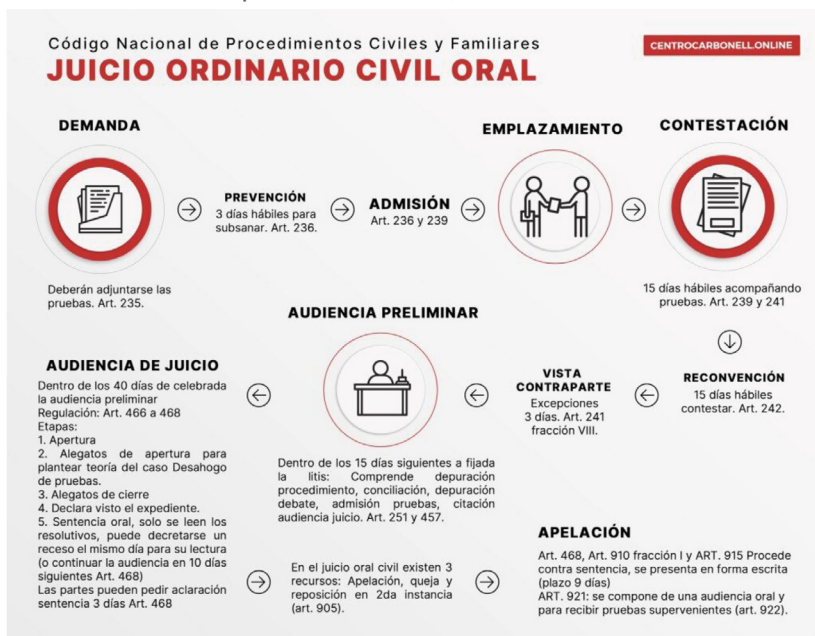 Código Nacional de Procedimientos Civiles y Familiares
CENTROCARBONELL.ONLINE
JUICIO ORDINARIO CIVIL ORAL
DEMANDA
Deberán adjuntarse las
pruebas. Art. 235.
PREVENCIÓN
3 días hábiles para
subsanar. Art. 236.
ADMISIÓN
Art. 236 y 239
EMPLAZAMIENTO
CONTESTACIÓN
15 días hábiles acompañando
pruebas. Art. 239 y 241
RECONVENCIÓN
15 días hábiles
contestar. Art. 242.
VISTA
CONTRAPARTE
Excepciones
3 días. Art. 241
fracción VIII.
AUDIENCIA PRELIMINAR
Dentro de los 15 días siguientes a fijada
la litis: Comprende depuración
procedimiento, conciliación, depuración
debate, admisión pruebas, citación
audiencia juicio. Art. 251 y 457.
AUDIENCIA DE JUICIO
Dentro de los 40 días de celebrada
la audiencia preliminar
Regulación: Art. 466 a 468
Etapas:
1. Apertura
2. Alegatos de apertura para
plantear teoría del caso Desahogo
de pruebas.
3. Alegatos de cierre
4. Declara visto el expediente.
5. Sentencia oral, solo se leen los
resolutivos, puede decretarse un
receso el mismo día para su lectura
(o continuar la audiencia en 10 días
siguientes Art. 468)
Las partes pueden pedir aclaración
sentencia 3 días Art. 468
En el juicio oral civil existen 3
recursos: Apelación, queja y
reposición en 2da instancia
(art. 905).
APELACIÓN
Art. 468, Art. 910 fracción I y ART. 915 Procede
contra sentencia, se presenta en forma escrita
(plazo 9 días)
ART. 921: se compone de una audiencia oral y
para recibir pruebas supervenientes (art. 922).